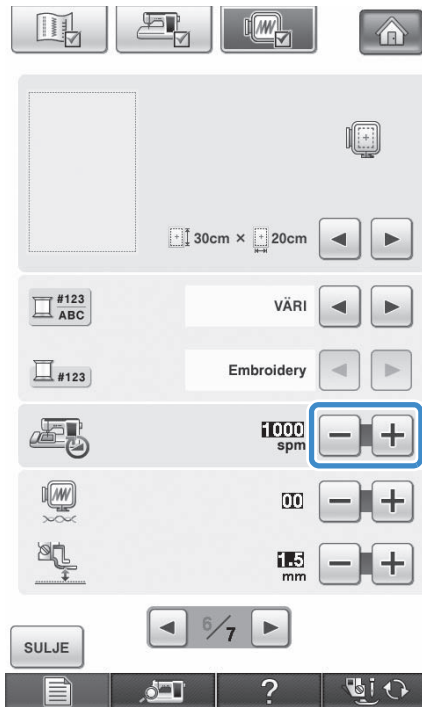 30cm × 20cm
#123
ABC
VÄRI
#123
Embroidery
1000
spm
00
1.5
mm
6/7
SULJE
?